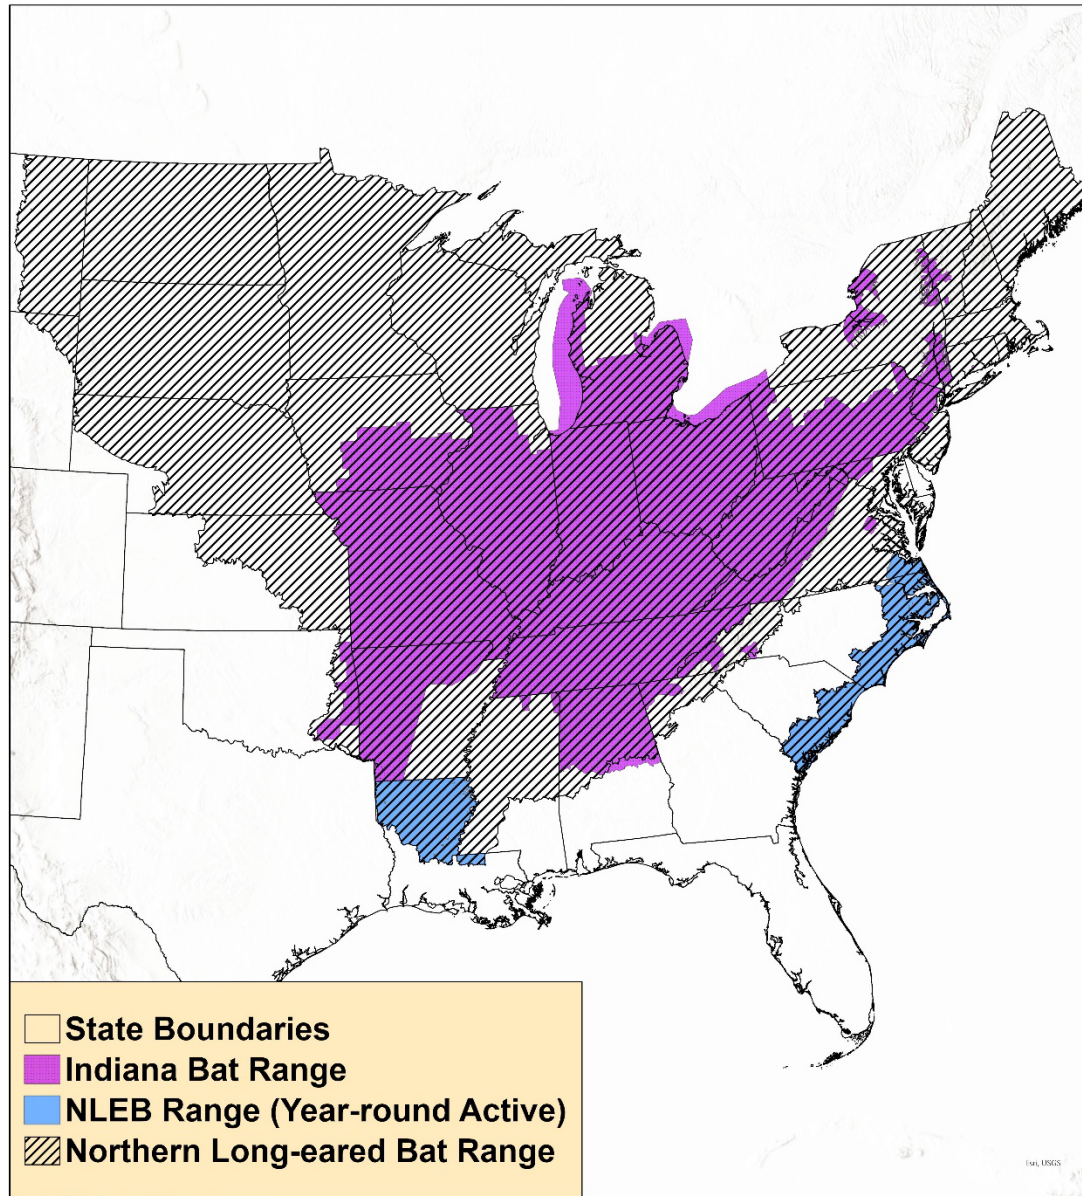 State Boundaries
Indiana Bat Range
NLEB Range (Year-round Active)
Northern Long-eared Bat Range
Esri, USGS